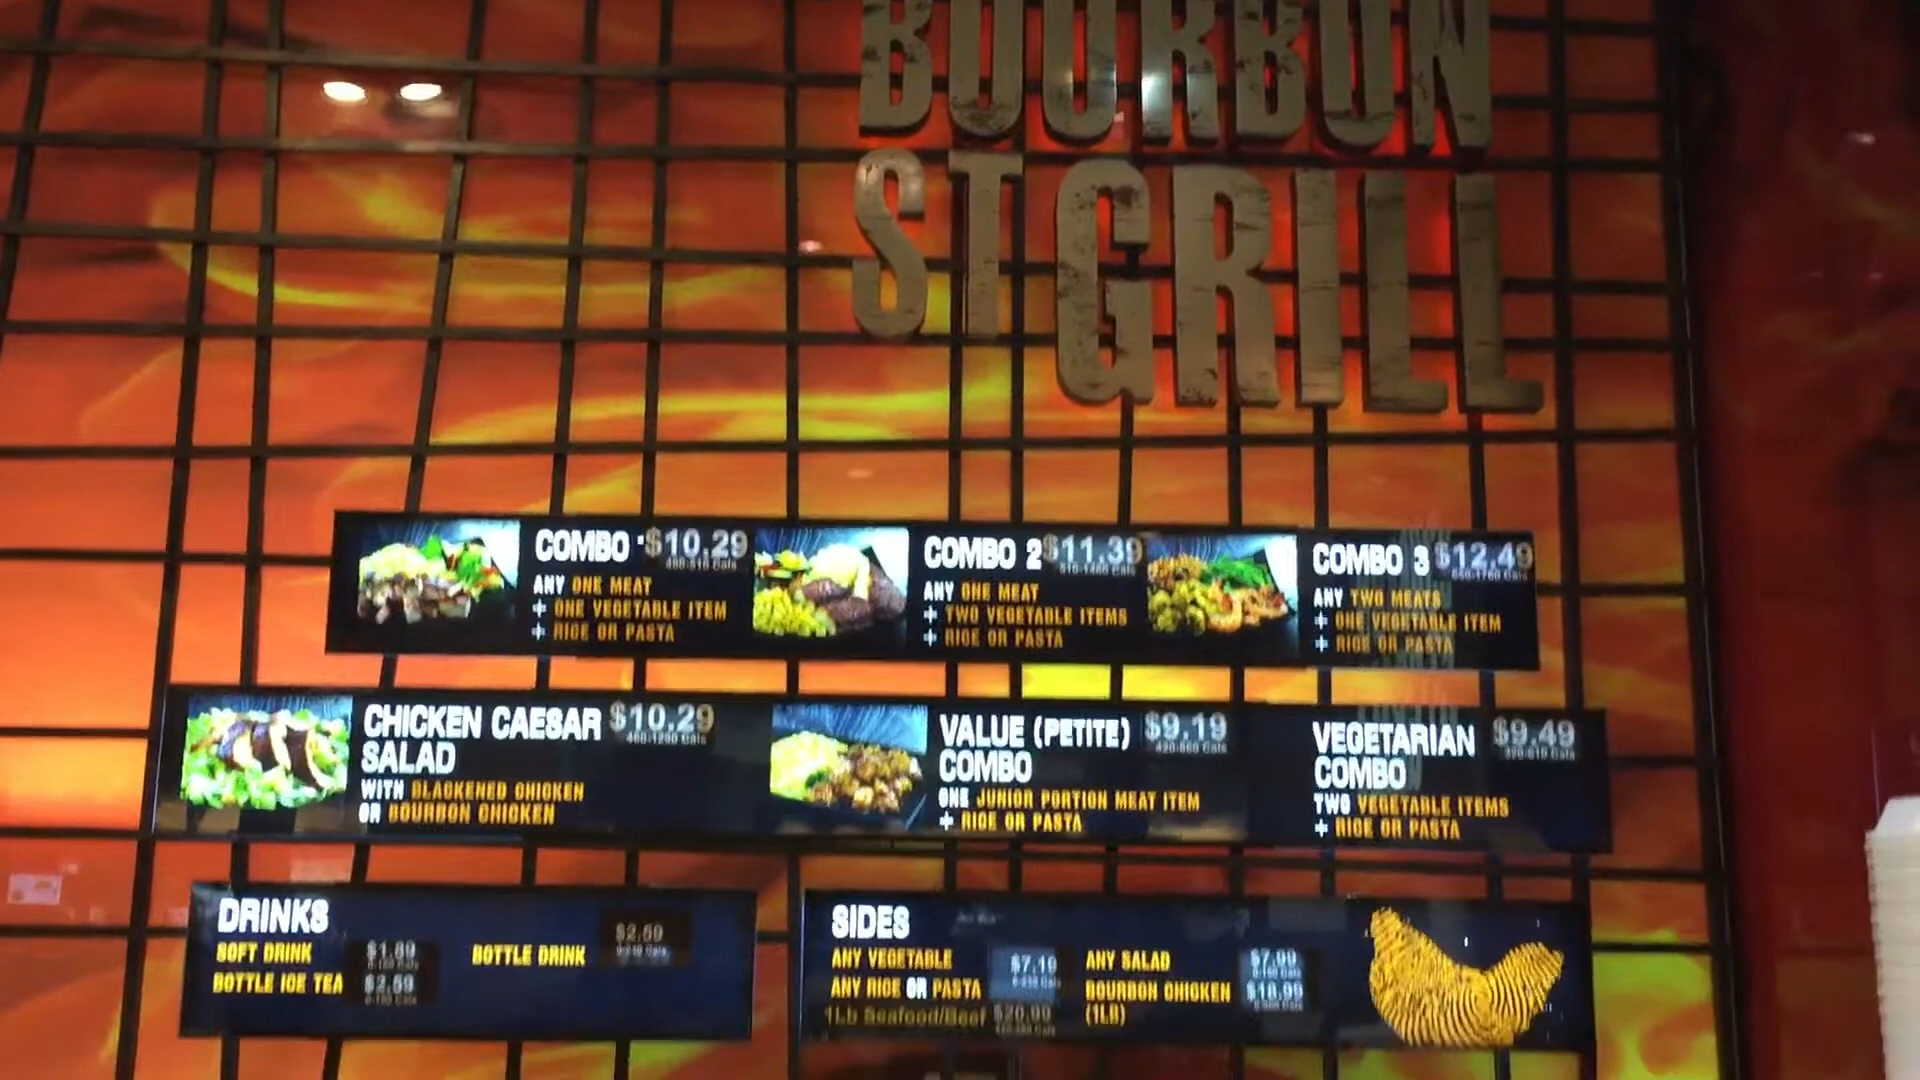 BOURBON
ST GRILL
COMBO $10.29
ANY ONE MEAT
+ ONE VEGETABLE ITEM
+ RICE OR PASTA
COMBO 2 $11.39
ANY ONE MEAT
+ TWO VEGETABLE ITEMS
+ RICE OR PASTA
COMBO 3 $12.49
ANY TWO MEATS
+ ONE VEGETABLE ITEM
+ RICE OR PASTA
CHICKEN CAESAR $10.29
SALAD
WITH BLACKENED CHICKEN
OR BOURBON CHICKEN
VALUE (PETITE) $9.19
COMBO
ONE JUNIOR PORTION MEAT ITEM
+ RICE OR PASTA
VEGETARIAN $9.49
COMBO
TWO VEGETABLE ITEMS
+ RICE OR PASTA
DRINKS
SOFT DRINK $1.89
BOTTLE ICE TEA $2.59
BOTTLE DRINK $2.59
SIDES
ANY VEGETABLE $7.19
ANY RICE OR PASTA
1Lb Seafood/Beef $20.99
ANY SALAD $7.99
BOURBON CHICKEN $18.99
(1LB)